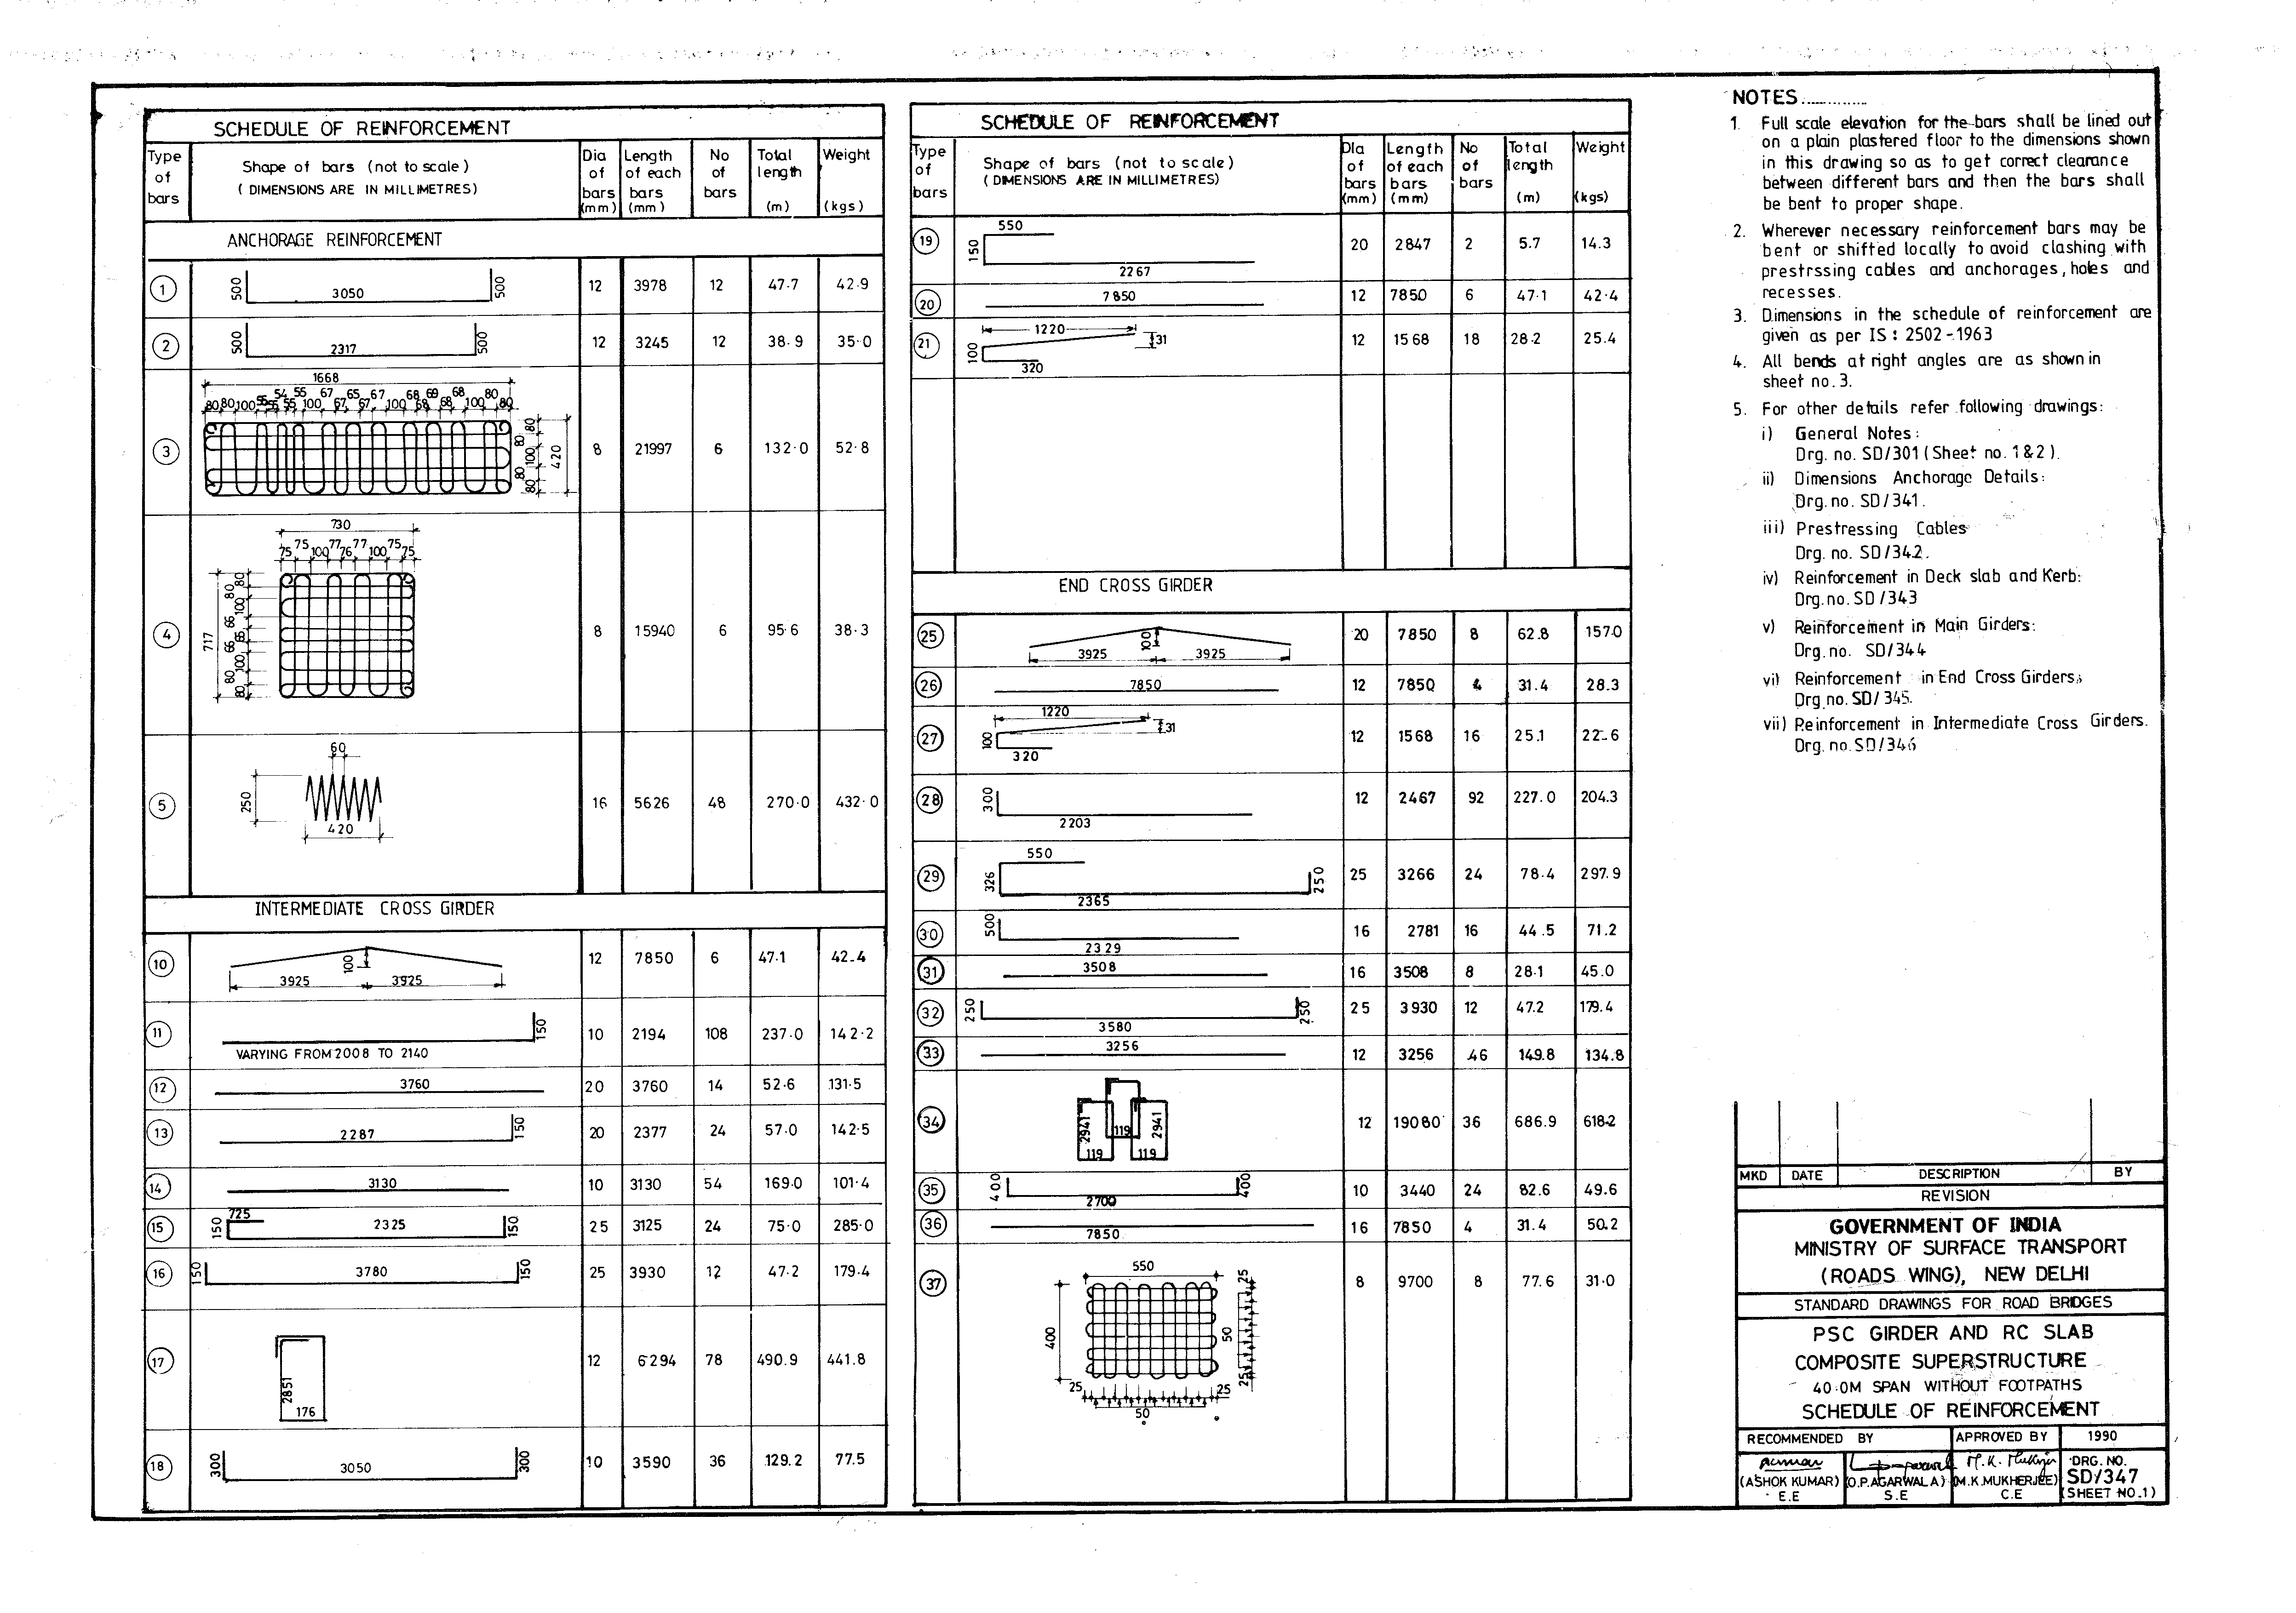 SCHEDULE OF REINFORCEMENT
Type of bars | Shape of bars (not to scale) ( DIMENSIONS ARE IN MILLIMETRES) | Dia of bars (mm) | Length of each bars (mm) | No of bars | Total length (m) | Weight (kgs)
ANCHORAGE REINFORCEMENT
1 | 500 3050 500 | 12 | 3978 | 12 | 47·7 | 42·9
2 | 500 2317 500 | 12 | 3245 | 12 | 38·9 | 35·0
3 | 1668 | 8 | 21997 | 6 | 132·0 | 52·8
54 55 67 65 67 68 69 68 80
80 80 100 55 55 55 100 67 67 100 68 68 100 80
80 80 100 80 80 420
4 | 730 | 8 | 15940 | 6 | 95·6 | 38·3
75 75 100 77 76 77 100 75 75
717 80 80 100 66 66 66 100 80 80
5 | 60 250 420 | 16 | 5626 | 48 | 270·0 | 432·0
INTERMEDIATE CROSS GIRDER
10 | 100 3925 3925 | 12 | 7850 | 6 | 47.1 | 42.4
11 | 150 VARYING FROM 2008 TO 2140 | 10 | 2194 | 108 | 237·0 | 142·2
12 | 3760 | 20 | 3760 | 14 | 52·6 | 131·5
13 | 2287 150 | 20 | 2377 | 24 | 57·0 | 142·5
14 | 3130 | 10 | 3130 | 54 | 169·0 | 101·4
15 | 725 150 2325 150 | 25 | 3125 | 24 | 75·0 | 285·0
16 | 150 3780 150 | 25 | 3930 | 12 | 47·2 | 179·4
17 | 2851 176 | 12 | 6294 | 78 | 490.9 | 441.8
18 | 300 3050 300 | 10 | 3590 | 36 | 129.2 | 77.5
SCHEDULE OF REINFORCEMENT
Type of bars | Shape of bars (not to scale) ( DIMENSIONS ARE IN MILLIMETRES) | Dia of bars (mm) | Length of each bars (mm) | No of bars | Total length (m) | Weight (kgs)
19 | 550 150 2267 | 20 | 2847 | 2 | 5.7 | 14.3
20 | 7850 | 12 | 7850 | 6 | 47·1 | 42·4
21 | 1220 31 100 320 | 12 | 1568 | 18 | 28·2 | 25.4
END CROSS GIRDER
25 | 100 3925 3925 | 20 | 7850 | 8 | 62.8 | 157.0
26 | 7850 | 12 | 7850 | 4 | 31.4 | 28.3
27 | 1220 31 100 320 | 12 | 1568 | 16 | 25.1 | 22.6
28 | 300 2203 | 12 | 2467 | 92 | 227.0 | 204.3
29 | 550 326 2365 250 | 25 | 3266 | 24 | 78.4 | 297.9
30 | 500 2329 | 16 | 2781 | 16 | 44.5 | 71.2
31 | 3508 | 16 | 3508 | 8 | 28·1 | 45.0
32 | 250 3580 250 | 25 | 3930 | 12 | 47.2 | 179.4
33 | 3256 | 12 | 3256 | 46 | 149.8 | 134.8
34 | 2941 119 119 119 2941 | 12 | 19080 | 36 | 686.9 | 618.2
35 | 400 2700 400 | 10 | 3440 | 24 | 82.6 | 49.6
36 | 7850 | 16 | 7850 | 4 | 31.4 | 50.2
37 | 550 400 25 50 25 25 50 25 | 8 | 9700 | 8 | 77.6 | 31.0
NOTES.............
1. Full scale elevation for the bars shall be lined out
on a plain plastered floor to the dimensions shown
in this drawing so as to get correct clearance
between different bars and then the bars shall
be bent to proper shape.
2. Wherever necessary reinforcement bars may be
bent or shifted locally to avoid clashing with
prestrssing cables and anchorages, holes and
recesses.
3. Dimensions in the schedule of reinforcement are
given as per IS : 2502-1963
4. All bends at right angles are as shown in
sheet no. 3.
5. For other details refer following drawings:
i) General Notes:
Drg. no. SD/301 (Sheet no. 1&2).
ii) Dimensions Anchorage Details:
Drg. no. SD/341.
iii) Prestressing Cables
Drg. no. SD/342.
iv) Reinforcement in Deck slab and Kerb:
Drg. no. SD/343
v) Reinforcement in Main Girders:
Drg. no. SD/344
vi) Reinforcement in End Cross Girders;
Drg. no. SD/345.
vii) Reinforcement in Intermediate Cross Girders.
Drg. no. SD/346
MKD | DATE | DESCRIPTION | BY
REVISION
GOVERNMENT OF INDIA
MINISTRY OF SURFACE TRANSPORT
(ROADS WING), NEW DELHI
STANDARD DRAWINGS FOR ROAD BRIDGES
PSC GIRDER AND RC SLAB
COMPOSITE SUPERSTRUCTURE
40·0M SPAN WITHOUT FOOTPATHS
SCHEDULE OF REINFORCEMENT
RECOMMENDED BY | APPROVED BY | 1990
(ASHOK KUMAR) E.E | (O.P.AGARWALA) S.E | M.K. Mukherjee (M.K.MUKHERJEE) C.E | DRG. NO. SD/347 (SHEET NO.1)